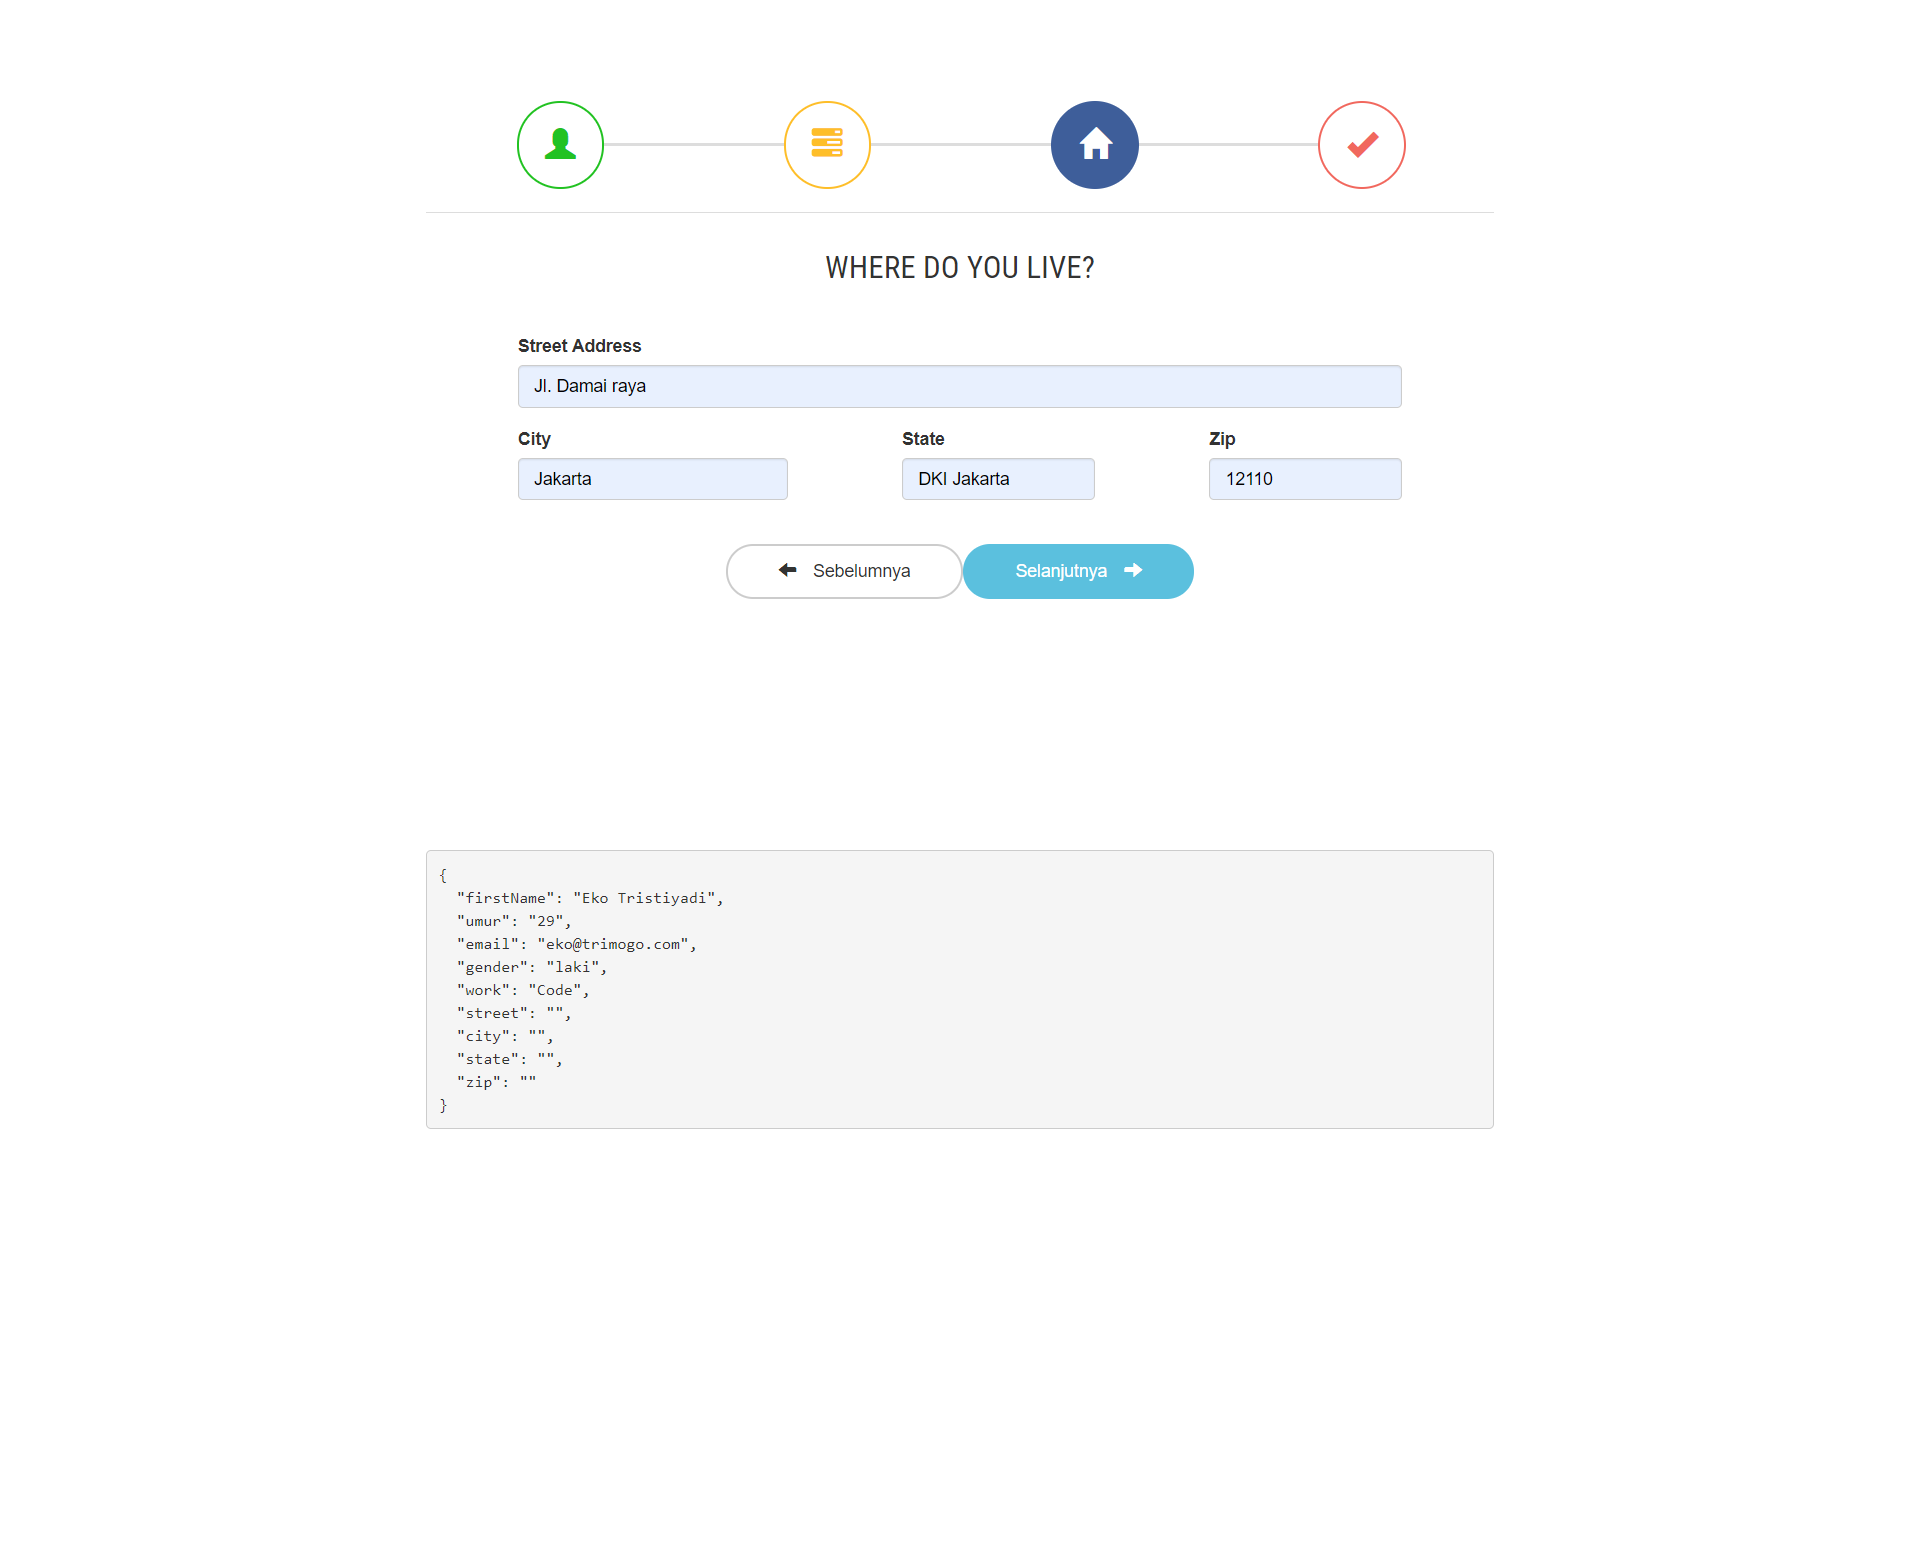 WHERE DO YOU LIVE?
Street Address
Jl. Damai raya
City State Zip
Jakarta DKI Jakarta 12110
Sebelumnya Selanjutnya
{
  "firstName": "Eko Tristiyadi",
  "umur": "29",
  "email": "eko@trimogo.com",
  "gender": "laki",
  "work": "Code",
  "street": "",
  "city": "",
  "state": "",
  "zip": ""
}